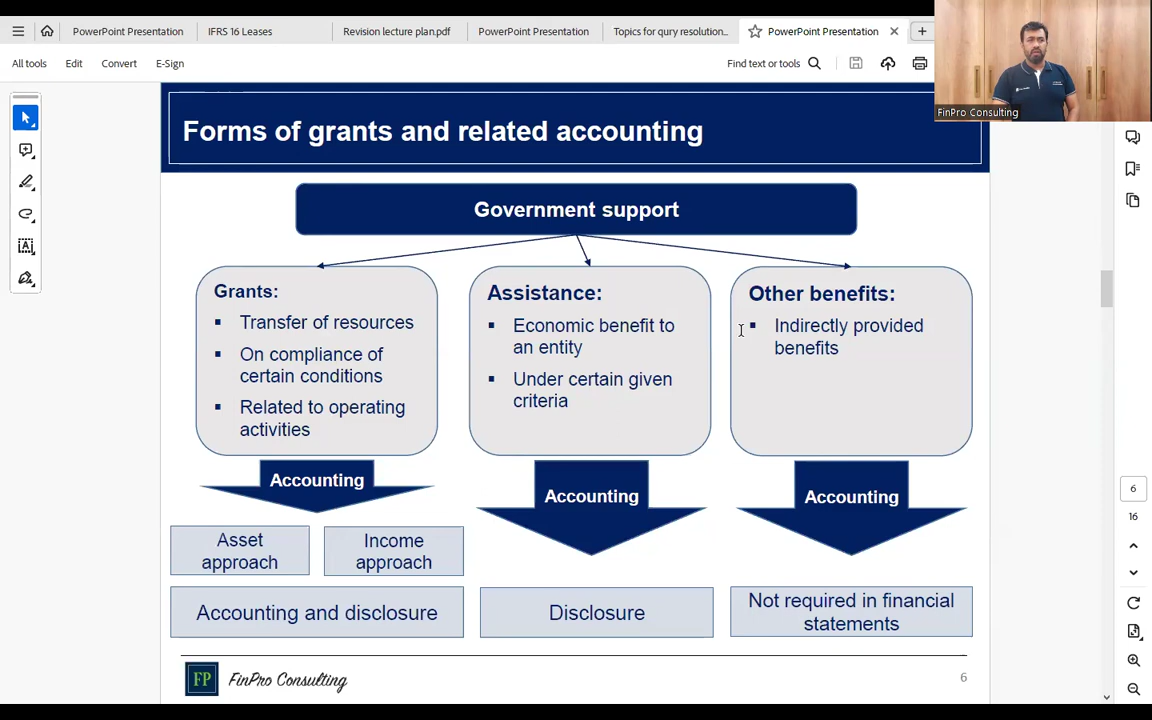 PowerPoint Presentation
IFRS 16 Leases
Revision lecture plan.pdf
PowerPoint Presentation
Topics for qury resolution...
PowerPoint Presentation
All tools
Edit
Convert
E-Sign
Find text or tools
FinPro Consulting
Forms of grants and related accounting
Government support
Grants:
▪ Transfer of resources
▪ On compliance of
certain conditions
▪ Related to operating
activities
Assistance:
▪ Economic benefit to
an entity
▪ Under certain given
criteria
Other benefits:
▪ Indirectly provided
benefits
Accounting
Accounting
Accounting
Asset
approach
Income
approach
Accounting and disclosure
Disclosure
Not required in financial
statements
FP
FinPro Consulting
6
6
16